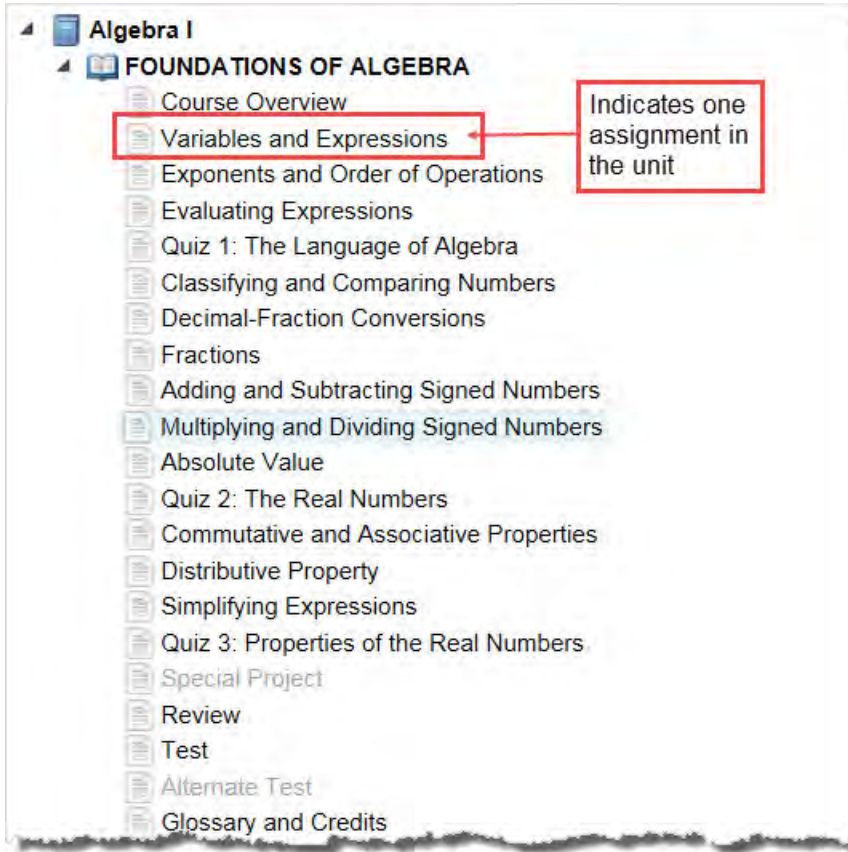 Algebra I
FOUNDATIONS OF ALGEBRA
Course Overview
Variables and Expressions
Indicates one
assignment in
the unit
Exponents and Order of Operations
Evaluating Expressions
Quiz 1: The Language of Algebra
Classifying and Comparing Numbers
Decimal-Fraction Conversions
Fractions
Adding and Subtracting Signed Numbers
Multiplying and Dividing Signed Numbers
Absolute Value
Quiz 2: The Real Numbers
Commutative and Associative Properties
Distributive Property
Simplifying Expressions
Quiz 3: Properties of the Real Numbers
Special Project
Review
Test
Alternate Test
Glossary and Credits